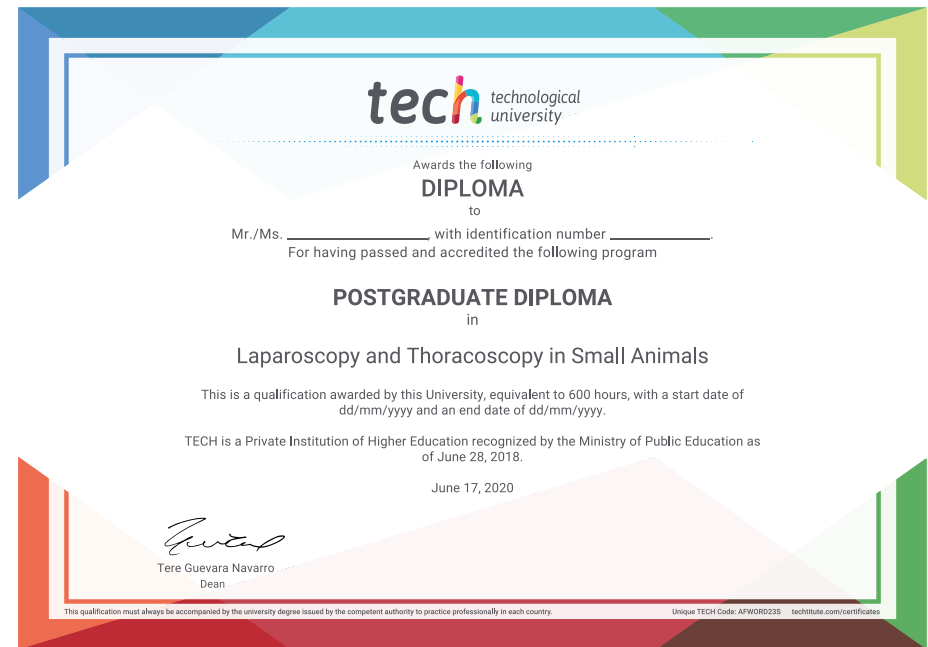 tech technological
university
Awards the following
DIPLOMA
to
Mr./Ms. ____________________, with identification number ______________.
For having passed and accredited the following program
POSTGRADUATE DIPLOMA
in
Laparoscopy and Thoracoscopy in Small Animals
This is a qualification awarded by this University, equivalent to 600 hours, with a start date of
dd/mm/yyyy and an end date of dd/mm/yyyy.
TECH is a Private Institution of Higher Education recognized by the Ministry of Public Education as
of June 28, 2018.
June 17, 2020
Tere Guevara Navarro
Dean
This qualification must always be accompanied by the university degree issued by the competent authority to practice professionally in each country.
Unique TECH Code: AFWORD23S techtitute.com/certificates